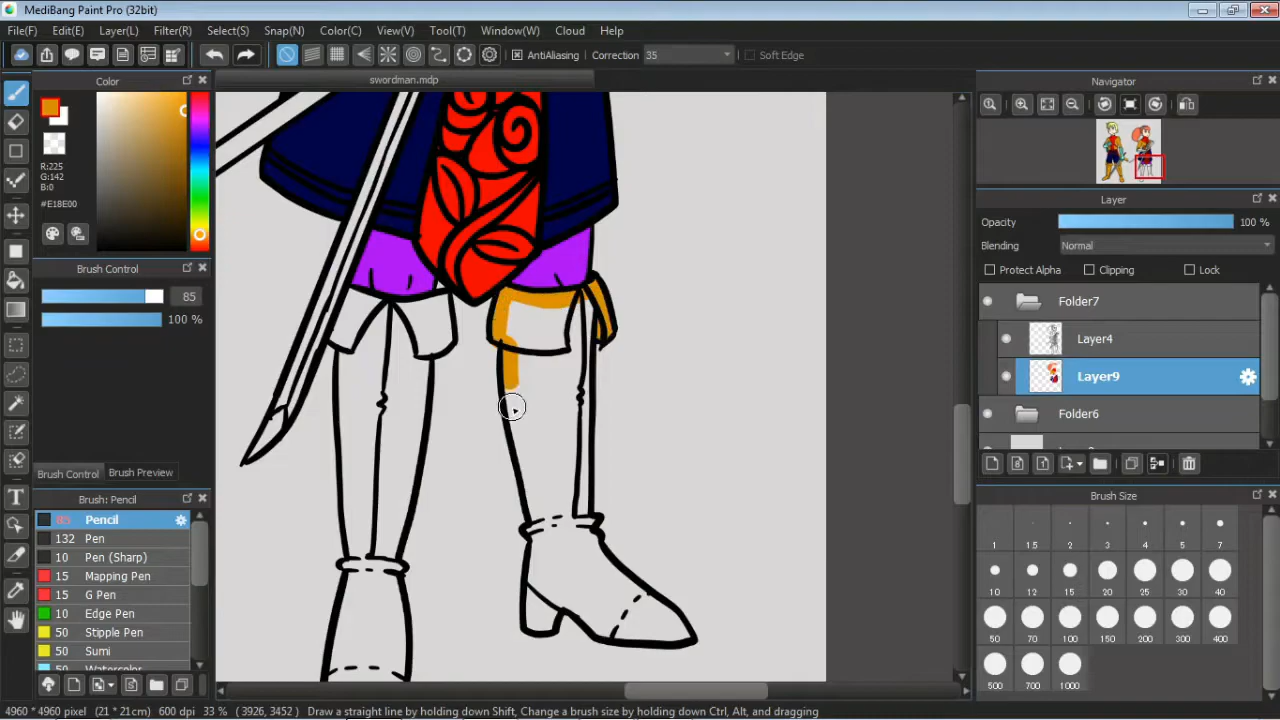 MediBang Paint Pro (32bit)
File(F) Edit(E) Layer(L) Filter(R) Select(S) Snap(N) Color(C) View(V) Tool(T) Window(W) Cloud Help
AntiAliasing Correction 35 Soft Edge
Color
swordman.mdp
Navigator
R:225
G:142
B:0
#E18E00
Layer
Opacity 100 %
Blending Normal
Protect Alpha Clipping Lock
Brush Control
85
100 %
Folder7
Layer4
Layer9
Folder6
Brush Control Brush Preview
Brush: Pencil
85 Pencil
132 Pen
10 Pen (Sharp)
15 Mapping Pen
15 G Pen
10 Edge Pen
50 Stipple Pen
50 Sumi
50 Watercolor
Brush Size
1 1.5 2 3 4 5 7
10 12 15 20 25 30 40
50 70 100 150 200 300 400
500 700 1000
T
4960 * 4960 pixel (21 * 21cm) 600 dpi 33 % ( 3926, 3452 ) Draw a straight line by holding down Shift, Change a brush size by holding down Ctrl, Alt, and dragging